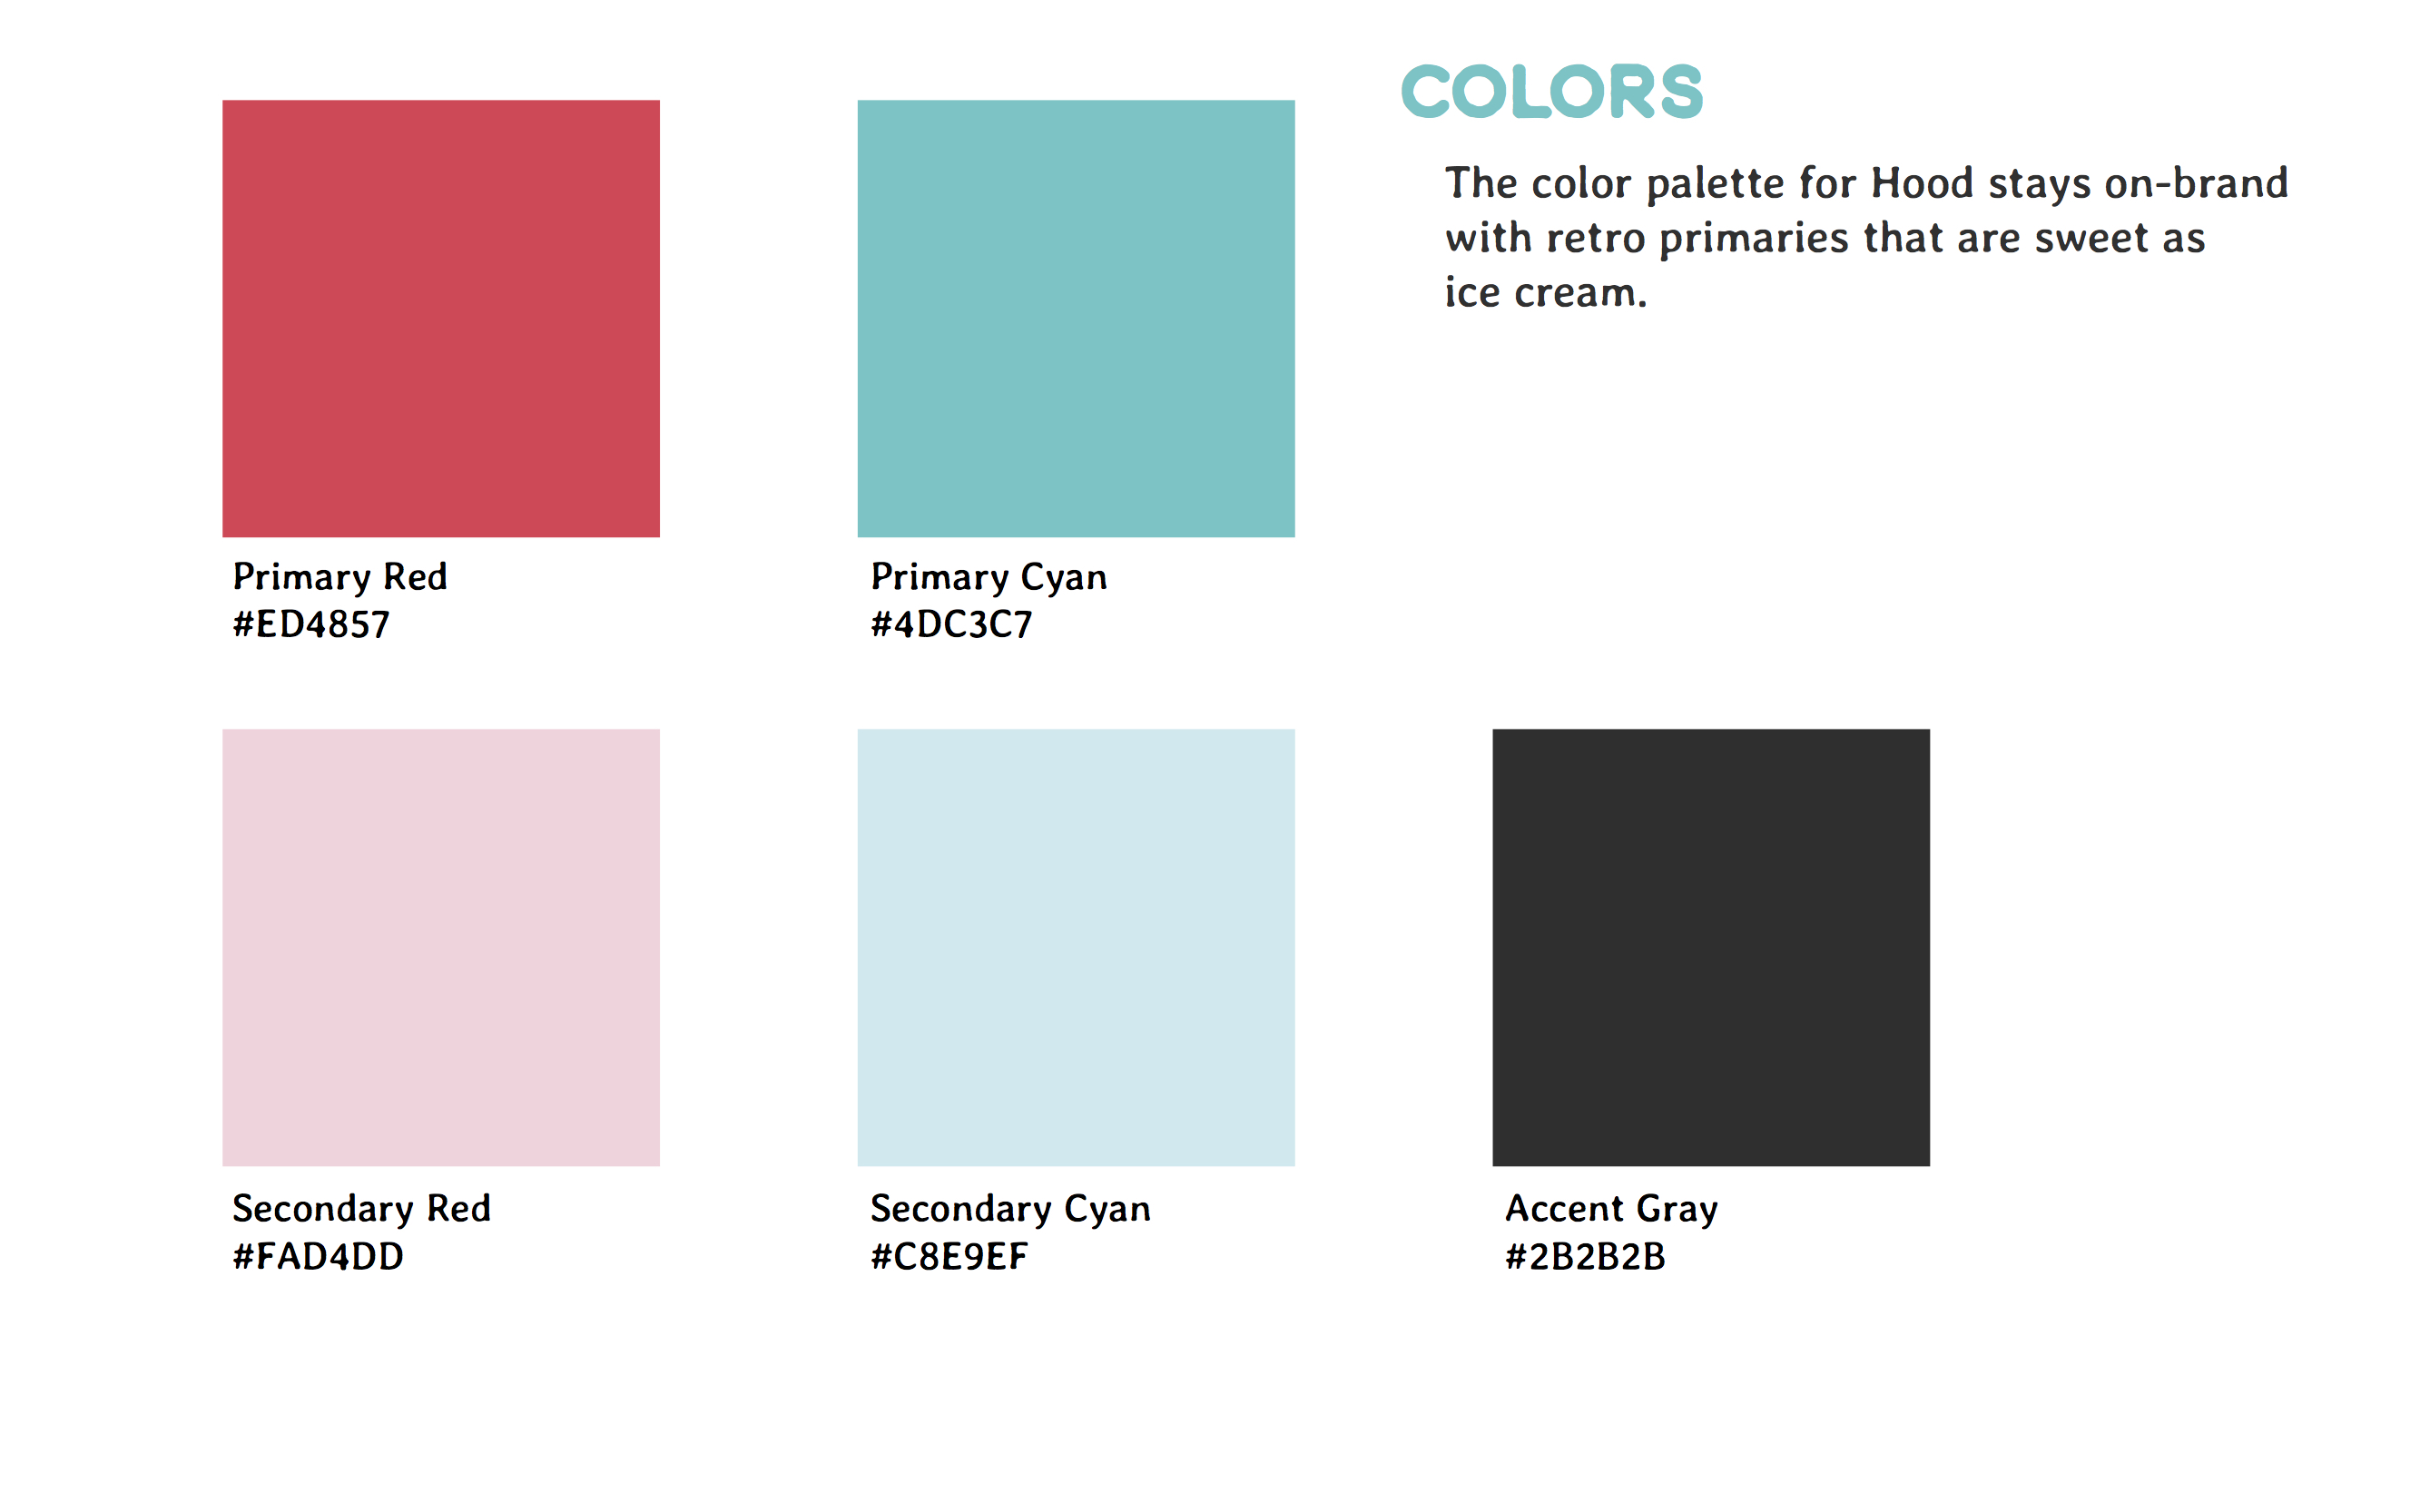 COLORS
The color palette for Hood stays on-brand
with retro primaries that are sweet as
ice cream.
Primary Red
#ED4857
Primary Cyan
#4DC3C7
Secondary Red
#FAD4DD
Secondary Cyan
#C8E9EF
Accent Gray
#2B2B2B